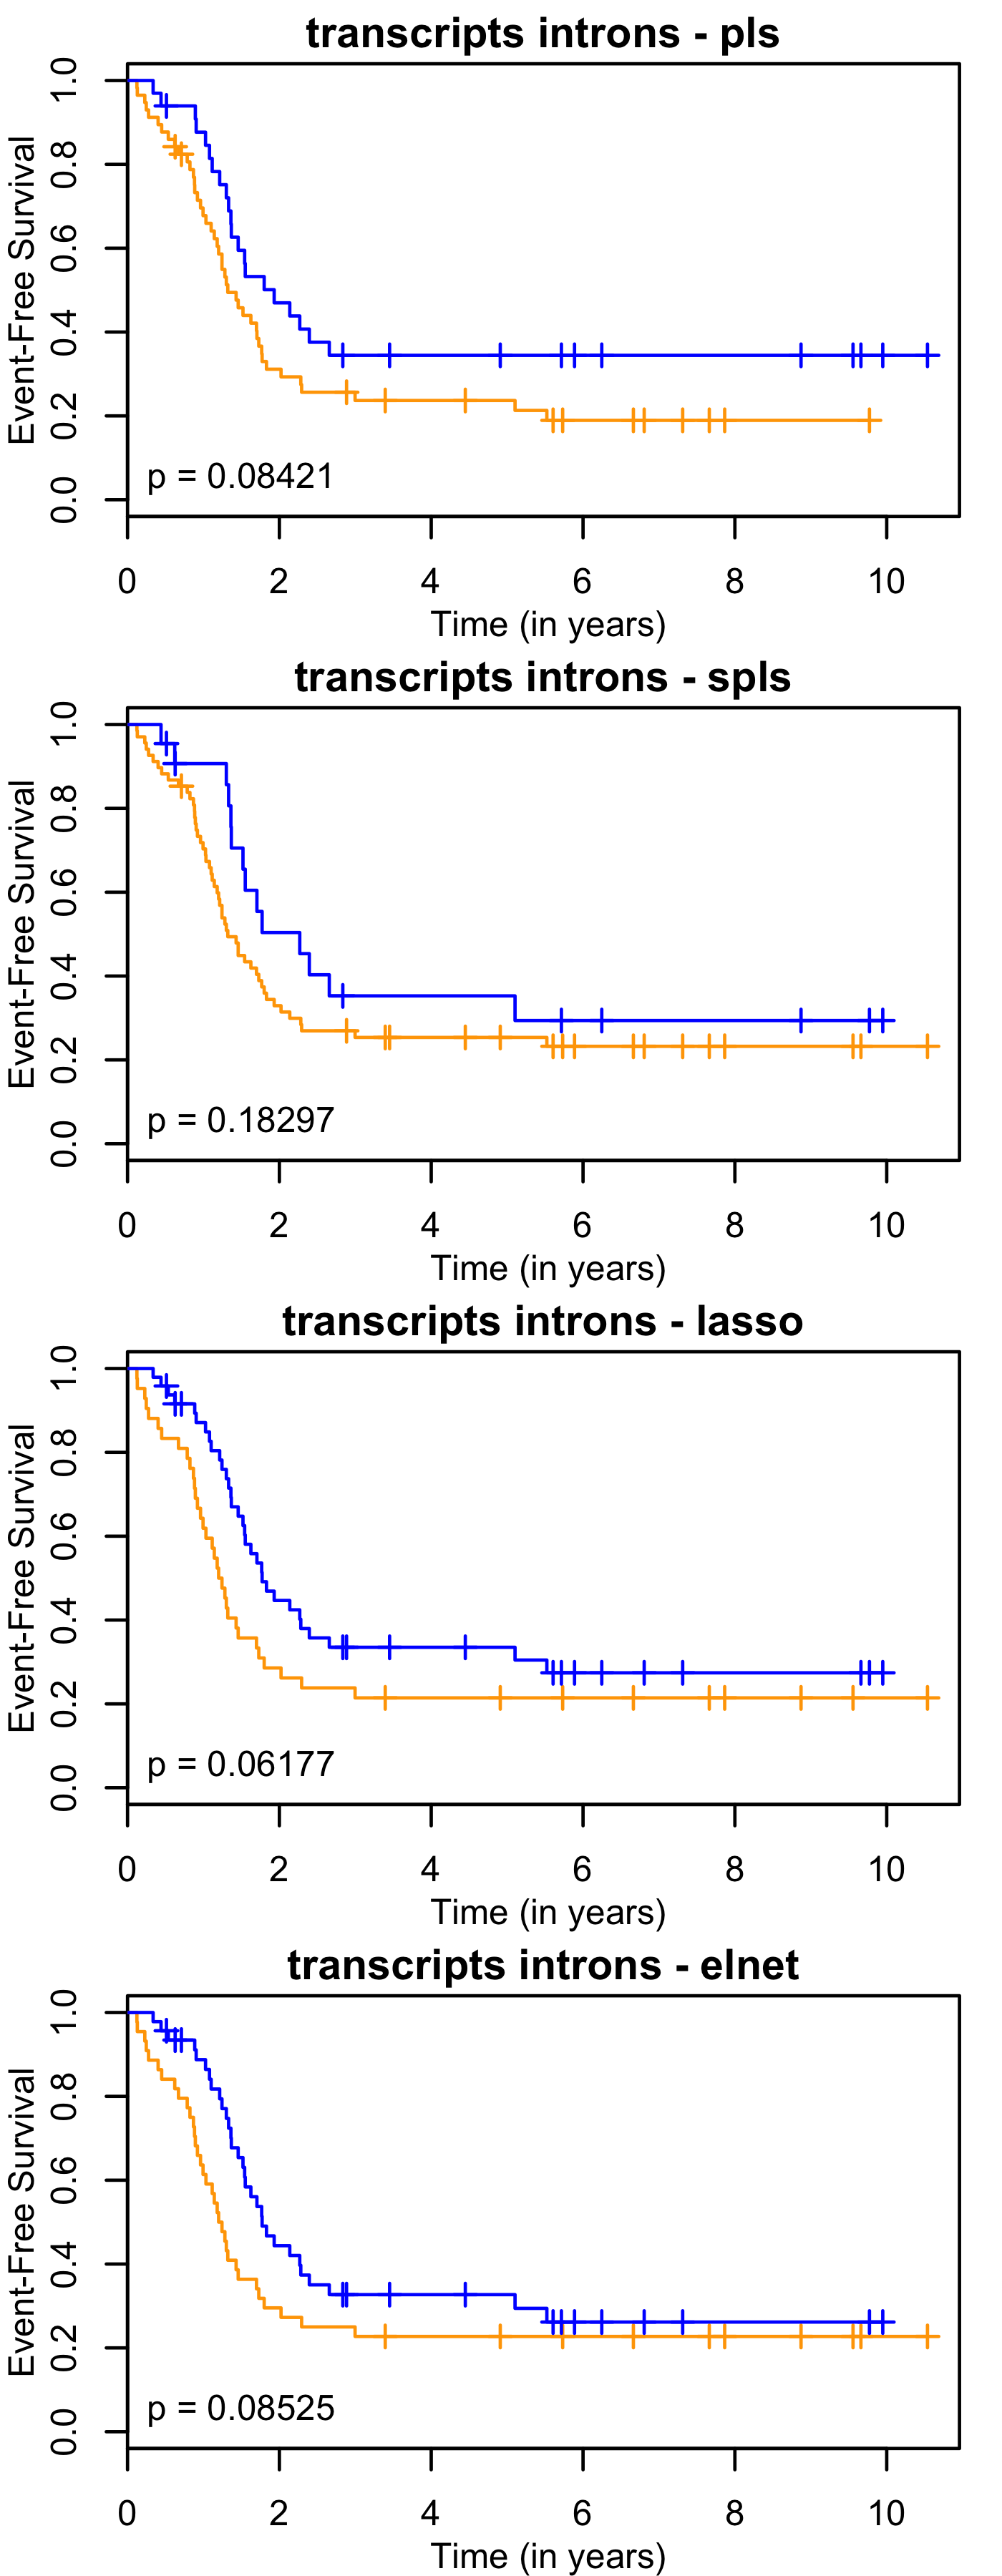 transcripts introns - pls
Event-Free Survival
1.0
0.8
0.6
0.4
0.2
0.0
p = 0.08421
0 2 4 6 8 10
Time (in years)
transcripts introns - spls
Event-Free Survival
1.0
0.8
0.6
0.4
0.2
0.0
p = 0.18297
0 2 4 6 8 10
Time (in years)
transcripts introns - lasso
Event-Free Survival
1.0
0.8
0.6
0.4
0.2
0.0
p = 0.06177
0 2 4 6 8 10
Time (in years)
transcripts introns - elnet
Event-Free Survival
1.0
0.8
0.6
0.4
0.2
0.0
p = 0.08525
0 2 4 6 8 10
Time (in years)